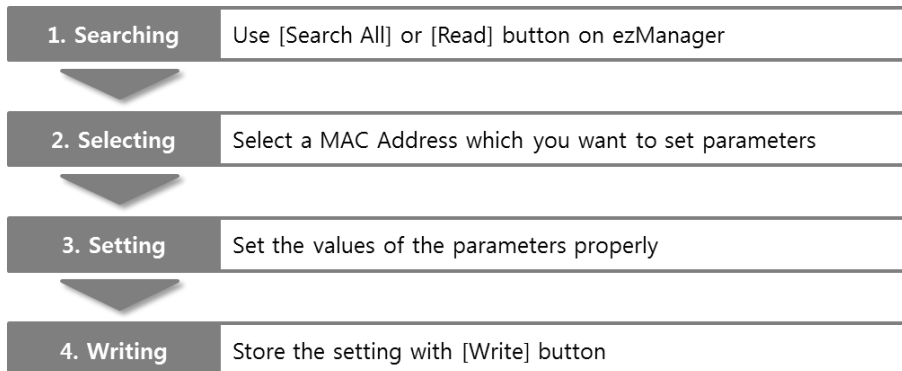 1. Searching Use [Search All] or [Read] button on ezManager
2. Selecting Select a MAC Address which you want to set parameters
3. Setting Set the values of the parameters properly
4. Writing Store the setting with [Write] button